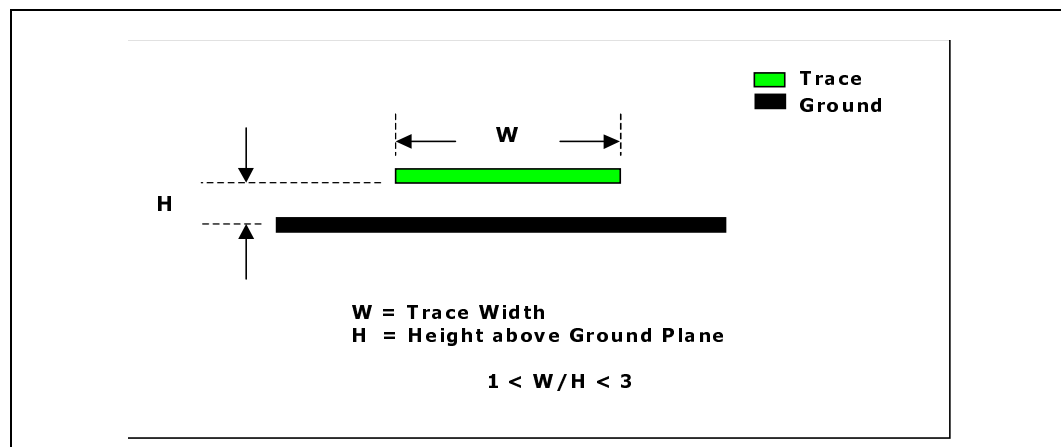 Trace
Ground
W
H
W = Trace Width
H = Height above Ground Plane
1 < W/H < 3